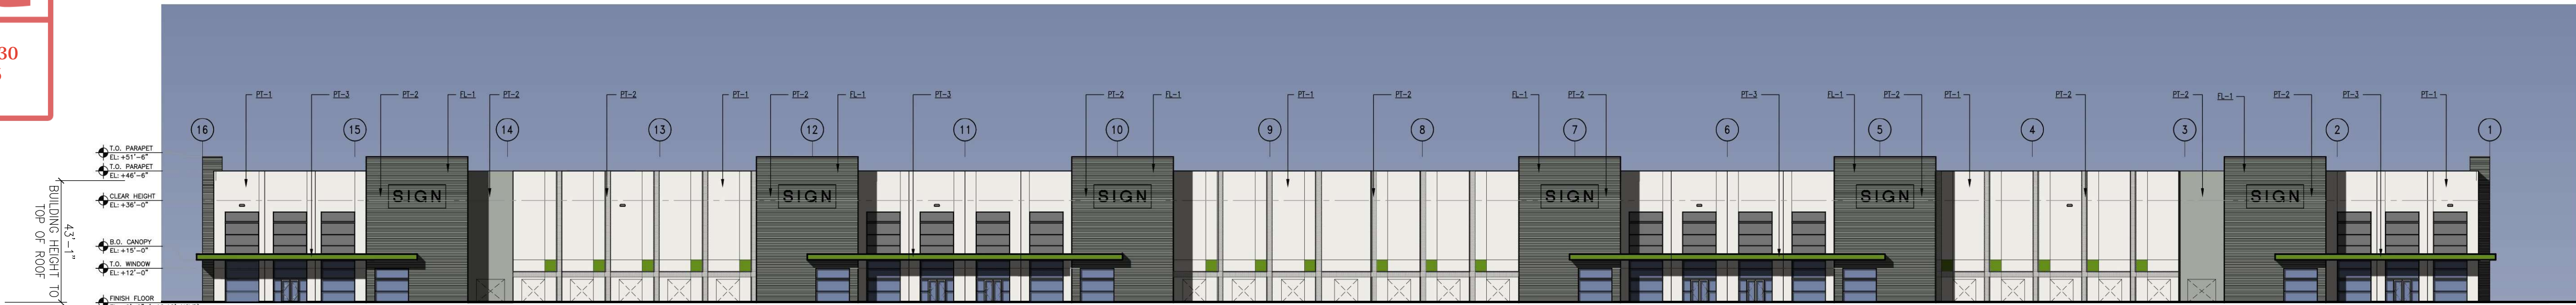 30
PT-1
PT-3
PT-2
FL-1
PT-2
PT-2
PT-1
PT-2
FL-1
PT-3
PT-2
FL-1
PT-1
PT-2
FL-1
PT-2
PT-3
FL-1
PT-2
PT-1
PT-2
PT-2
FL-1
PT-2
PT-3
PT-1
16
15
14
13
12
11
10
9
8
7
6
5
4
3
2
1
T.O. PARAPET
EL: +51'-6"
T.O. PARAPET
EL: +46'-6"
CLEAR HEIGHT
EL: +36'-0"
B.O. CANOPY
EL: +15'-0"
T.O. WINDOW
EL: +12'-0"
FINISH FLOOR
43'-1"
BUILDING HEIGHT TO
TOP OF ROOF
SIGN
SIGN
SIGN
SIGN
SIGN
SIGN